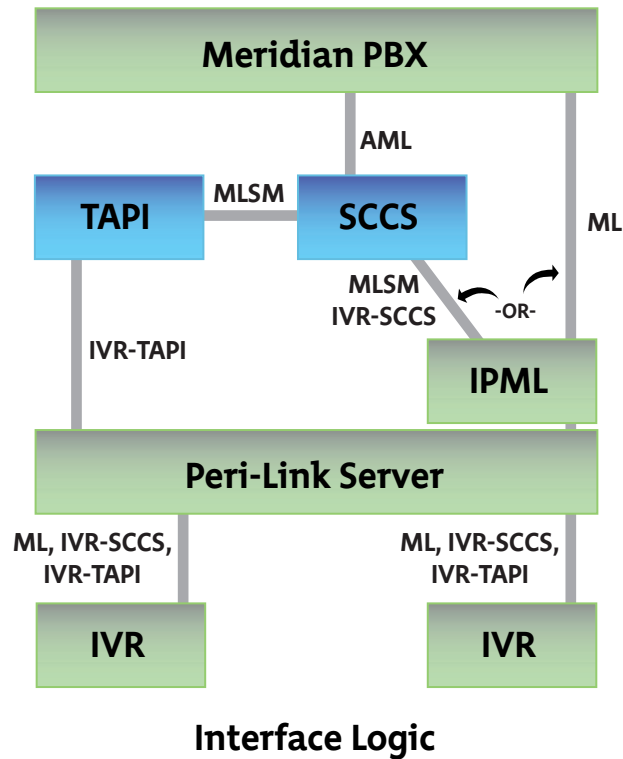 Meridian PBX
AML
MLSM
TAPI
SCCS
ML
MLSM
IVR-SCCS
-OR-
IVR-TAPI
IPML
Peri-Link Server
ML, IVR-SCCS,
IVR-TAPI
ML, IVR-SCCS,
IVR-TAPI
IVR
IVR
Interface Logic